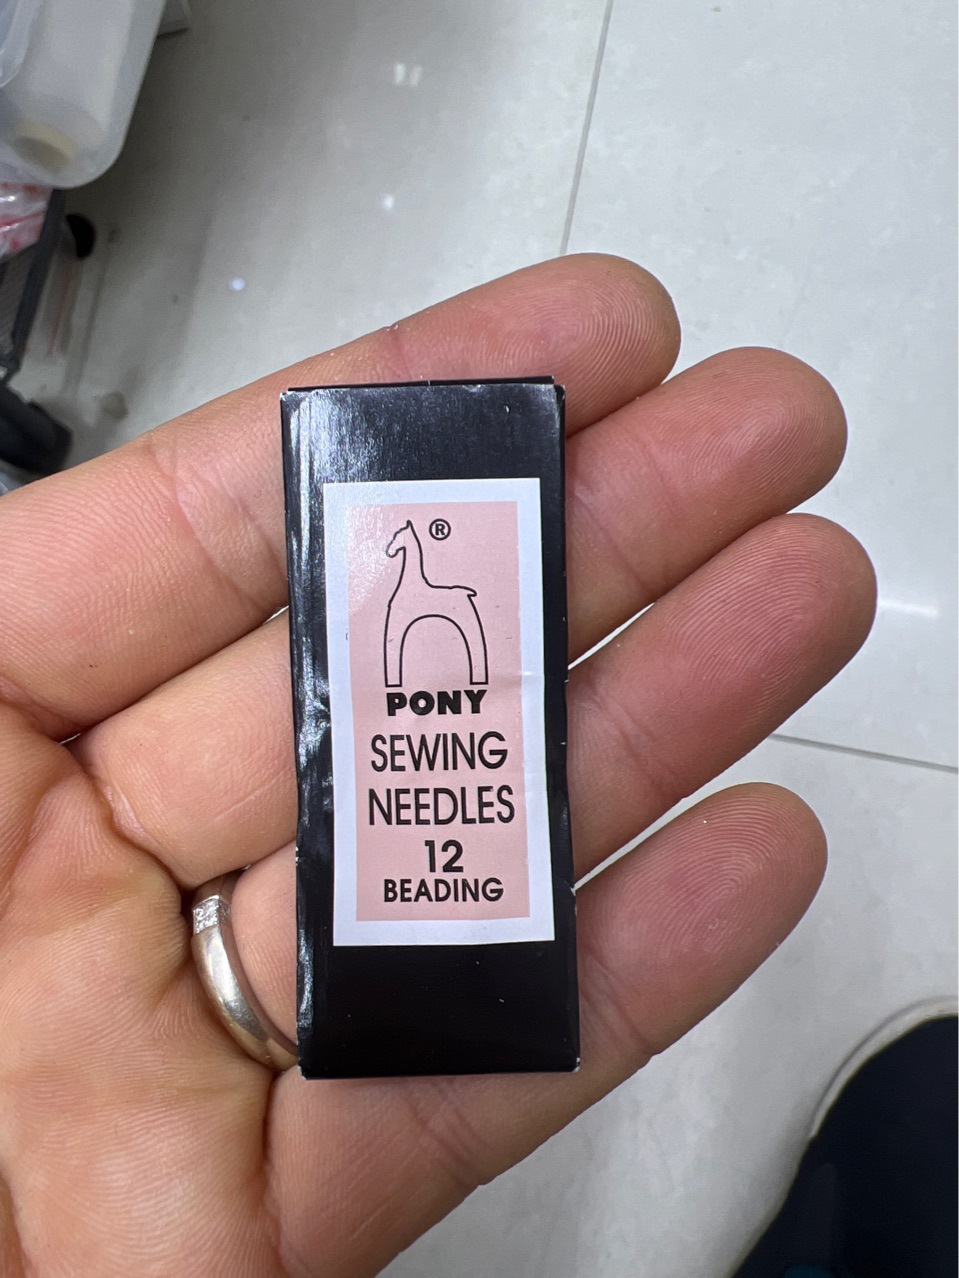 ®
PONY
SEWING
NEEDLES
12
BEADING